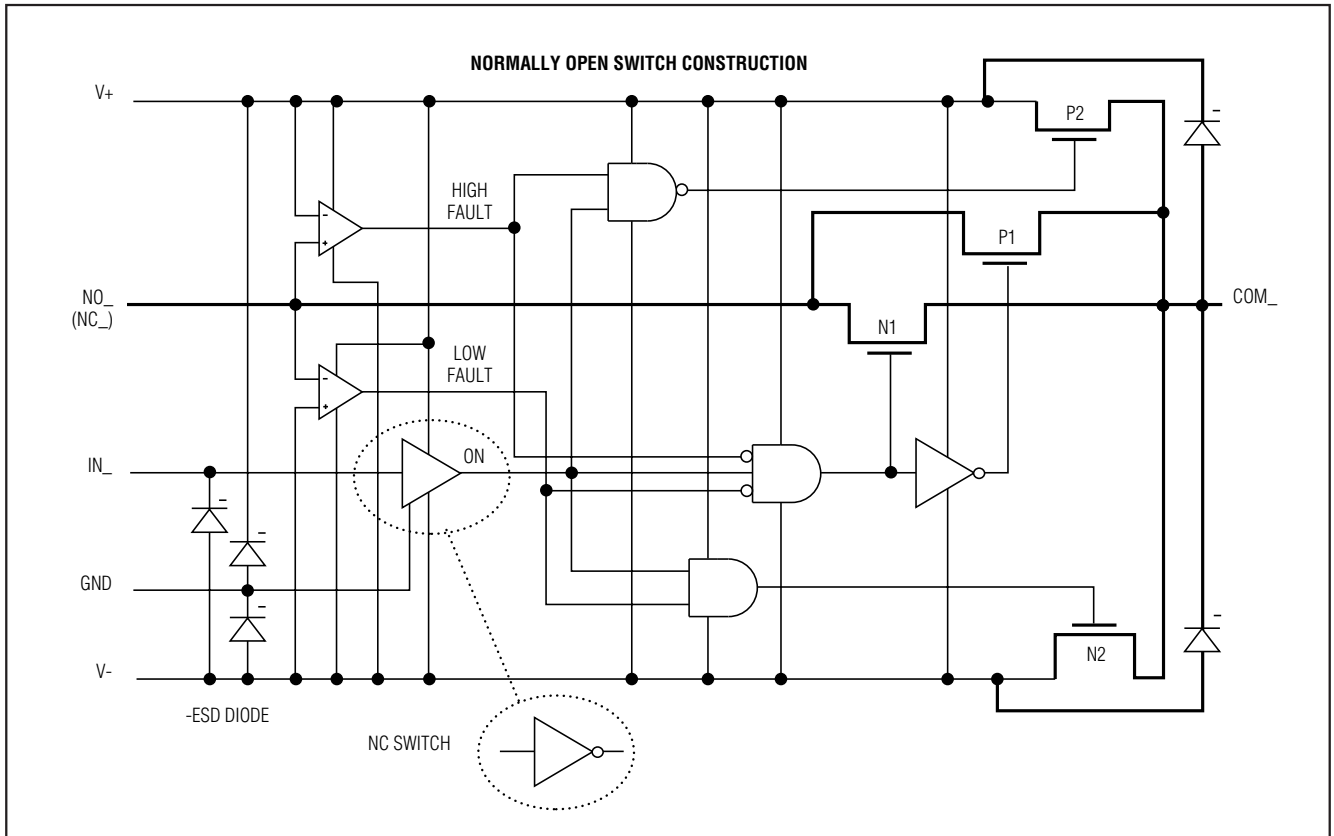 NORMALLY OPEN SWITCH CONSTRUCTION
V+
P2
-
HIGH
FAULT
-
+
P1
NO_
(NC_)
COM_
N1
LOW
FAULT
-
+
IN_
ON
-
-
GND
-
-
N2
V-
-ESD DIODE
NC SWITCH